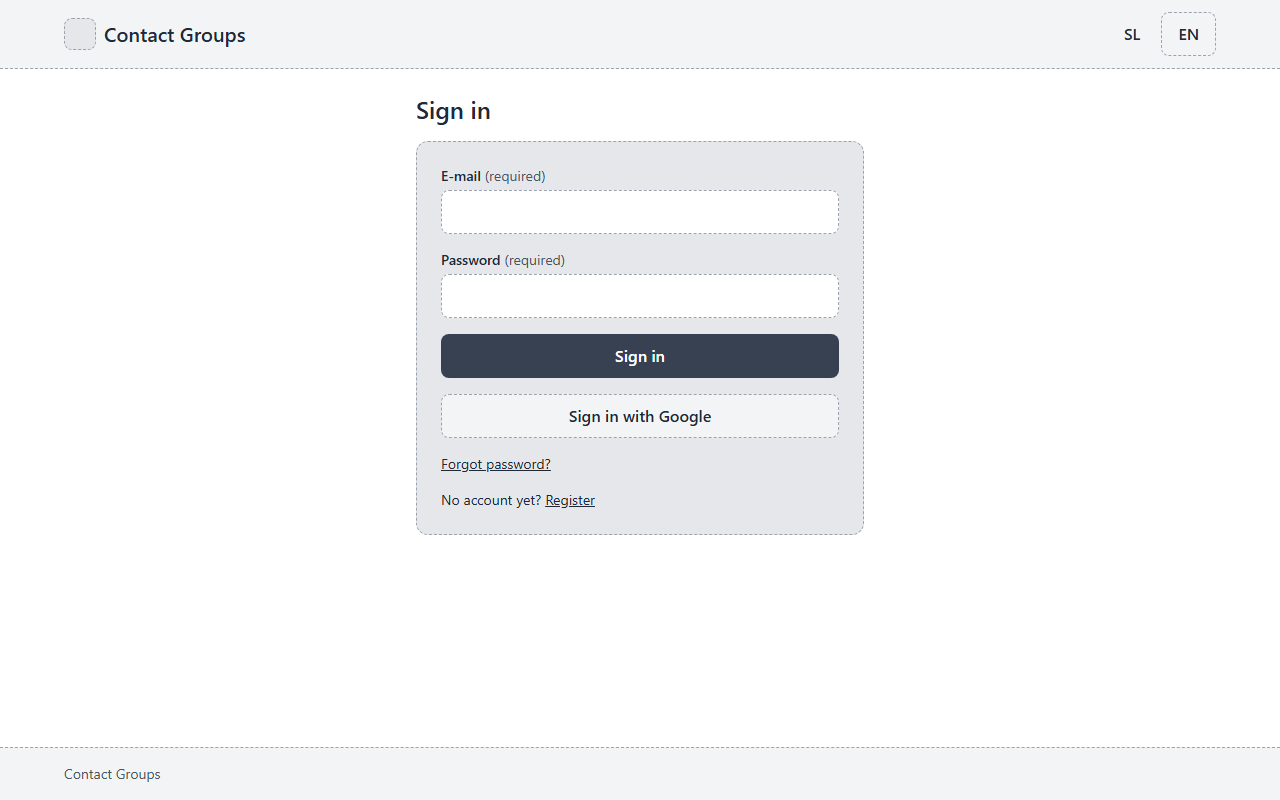 Contact Groups
SL
EN
Sign in
E-mail (required)
Password (required)
Sign in
Sign in with Google
Forgot password?
No account yet? Register
Contact Groups